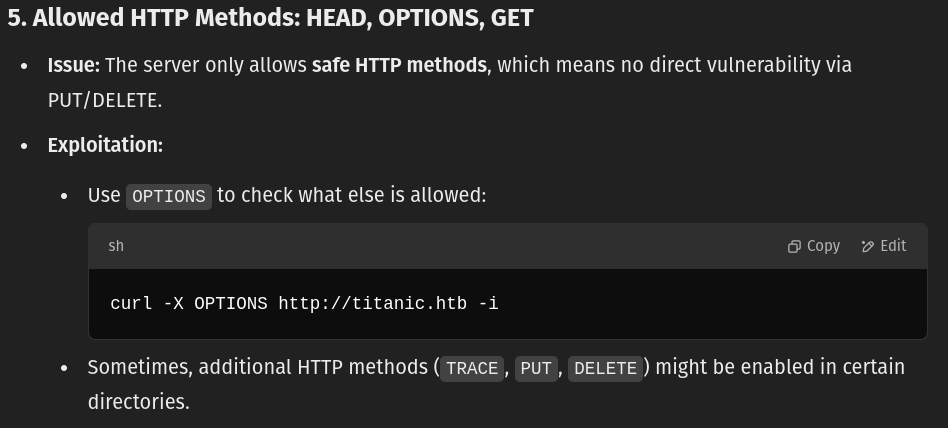 5. Allowed HTTP Methods: HEAD, OPTIONS, GET
Issue: The server only allows safe HTTP methods, which means no direct vulnerability via
PUT/DELETE.
Exploitation:
Use OPTIONS to check what else is allowed:
sh Copy Edit
curl -X OPTIONS http://titanic.htb -i
Sometimes, additional HTTP methods (TRACE, PUT, DELETE) might be enabled in certain
directories.